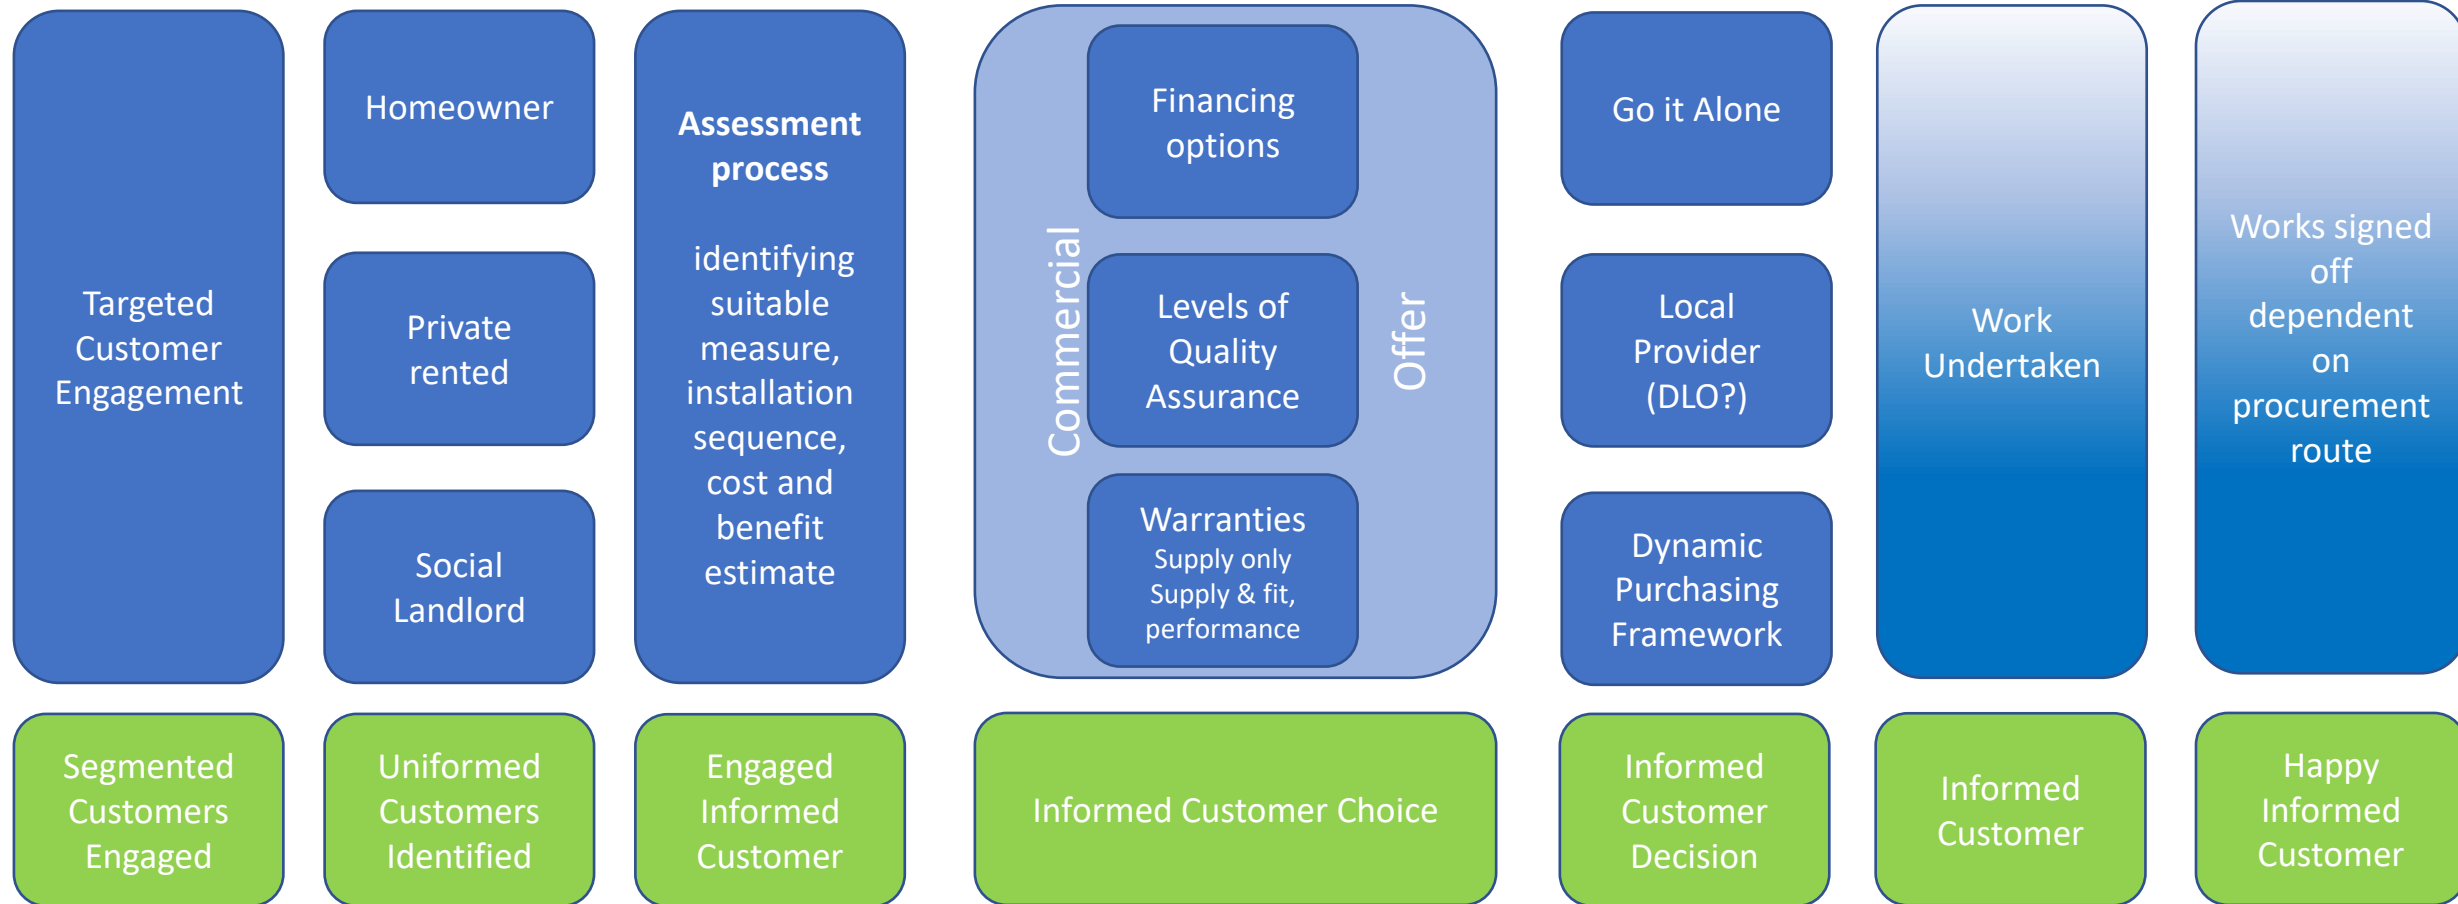 Targeted
Customer
Engagement
Homeowner
Private
rented
Social
Landlord
Assessment
process
identifying
suitable
measure,
installation
sequence,
cost and
benefit
estimate
Commercial
Financing
options
Levels of
Quality
Assurance
Warranties
Supply only
Supply & fit,
performance
Offer
Go it Alone
Local
Provider
(DLO?)
Dynamic
Purchasing
Framework
Work
Undertaken
Works signed
off
dependent
on
procurement
route
Segmented
Customers
Engaged
Uniformed
Customers
Identified
Engaged
Informed
Customer
Informed Customer Choice
Informed
Customer
Decision
Informed
Customer
Happy
Informed
Customer